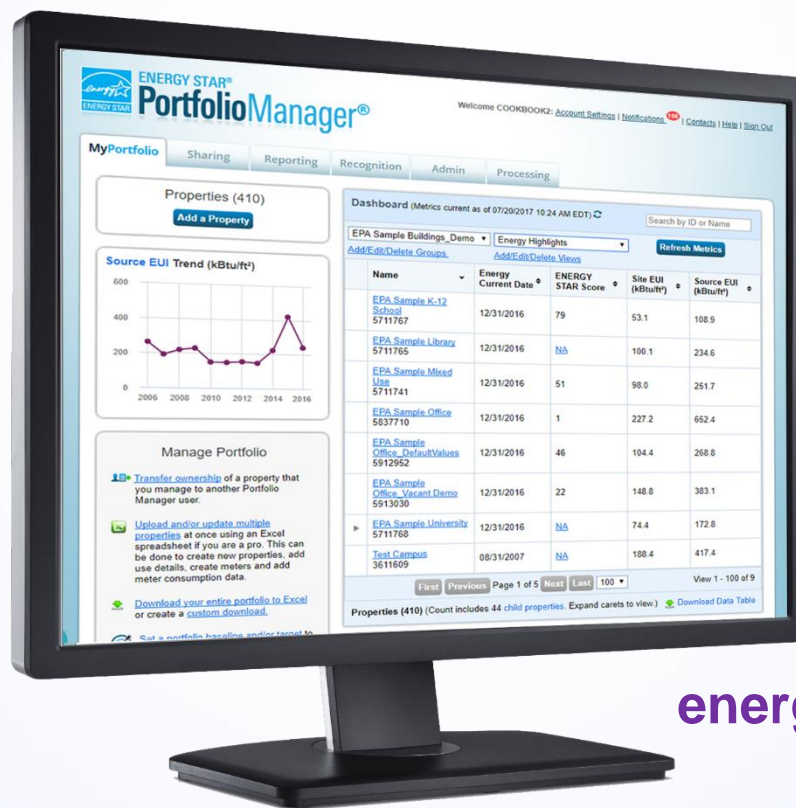 ENERGY STAR
ENERGY STAR®
PortfolioManager®
Welcome COOKBOOK2: Account Settings | Notifications | Contacts | Help | Sign Out
MyPortfolio
Sharing
Reporting
Recognition
Admin
Processing
Properties (410)
Add a Property
Source EUI Trend (kBtu/ft²)
600
400
200
0
2006 2008 2010 2012 2014 2016
Manage Portfolio
Transfer ownership of a property that
you manage to another Portfolio
Manager user.
Upload and/or update multiple
properties at once using an Excel
spreadsheet if you are a pro. This can
be done to create new properties, add
use details, create meters and add
meter consumption data.
Download your entire portfolio to Excel
or create a custom download.
Set a portfolio baseline and/or target to
Dashboard (Metrics current as of 07/20/2017 10:24 AM EDT)
Search by ID or Name
EPA Sample Buildings_Demo
Energy Highlights
Refresh Metrics
Add/Edit/Delete Groups
Add/Edit/Delete Views
Name
Energy
Current Date
ENERGY
STAR Score
Site EUI
(kBtu/ft²)
Source EUI
(kBtu/ft²)
EPA Sample K-12
School
5711767
12/31/2016 79 53.1 108.9
EPA Sample Library
5711765
12/31/2016 NA 100.1 234.6
EPA Sample Mixed
Use
5711741
12/31/2016 51 98.0 251.7
EPA Sample Office
5837710
12/31/2016 1 227.2 652.4
EPA Sample
Office_DefaultValues
5912952
12/31/2016 46 104.4 268.8
EPA Sample
Office_Vacant Demo
5913030
12/31/2016 22 148.8 383.1
EPA Sample University
5711768
12/31/2016 NA 74.4 172.8
Test Campus
3611609
08/31/2007 NA 188.4 417.4
First Previous Page 1 of 5 Next Last 100
View 1 - 100 of 9
Properties (410) (Count includes 44 child properties. Expand carets to view.)
Download Data Table
energ